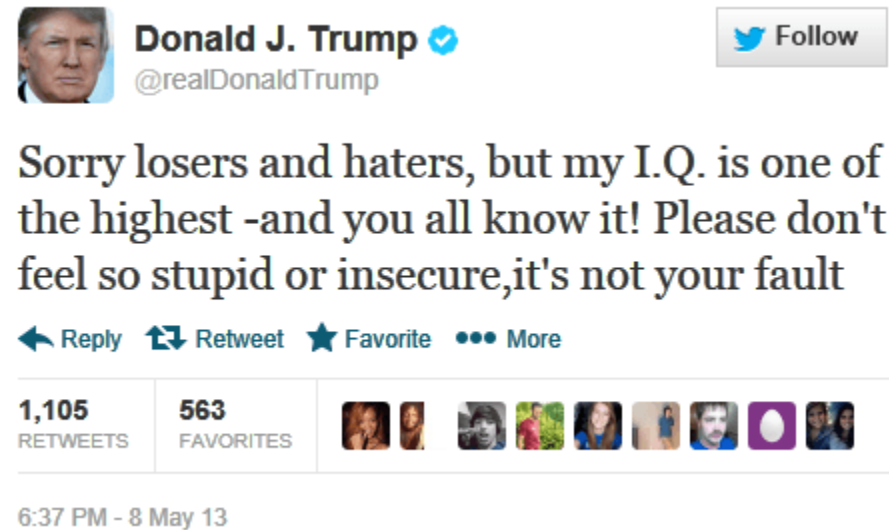 Donald J. Trump
Follow
@realDonaldTrump
Sorry losers and haters, but my I.Q. is one of
the highest -and you all know it! Please don't
feel so stupid or insecure,it's not your fault
Reply Retweet Favorite More
1,105 563
RETWEETS FAVORITES
6:37 PM - 8 May 13